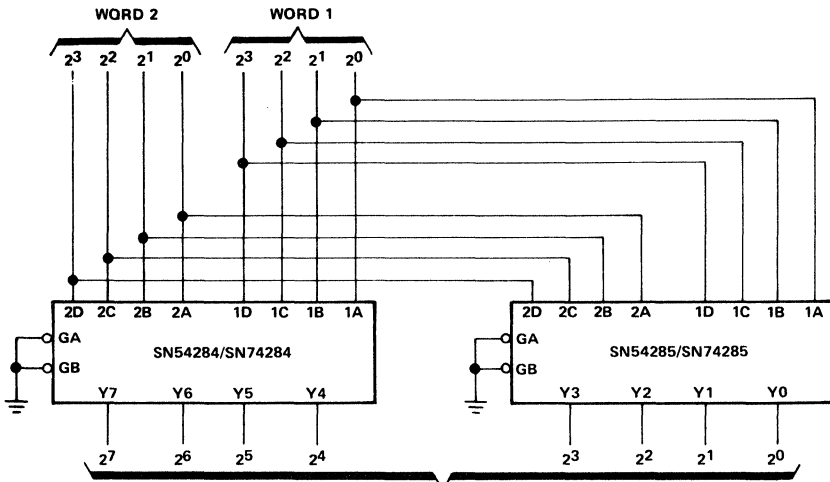 WORD 2 WORD 1
2³ 2² 2¹ 2⁰ 2³ 2² 2¹ 2⁰
2D 2C 2B 2A 1D 1C 1B 1A 2D 2C 2B 2A 1D 1C 1B 1A
GA GA
SN54284/SN74284 SN54285/SN74285
GB GB
Y7 Y6 Y5 Y4 Y3 Y2 Y1 Y0
2⁷ 2⁶ 2⁵ 2⁴ 2³ 2² 2¹ 2⁰